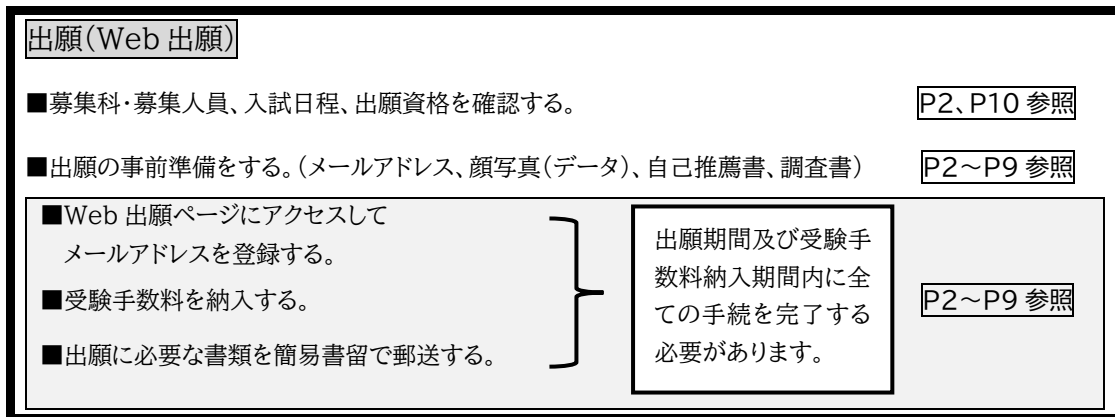 出願(Web 出願)
■募集科・募集人員、入試日程、出願資格を確認する。 P2、P10 参照
■出願の事前準備をする。(メールアドレス、顔写真(データ)、自己推薦書、調査書) P2~P9 参照
■Web 出願ページにアクセスして
メールアドレスを登録する。
■受験手数料を納入する。
■出願に必要な書類を簡易書留で郵送する。
出願期間及び受験手
数料納入期間内に全
ての手続を完了する
必要があります。
P2~P9 参照